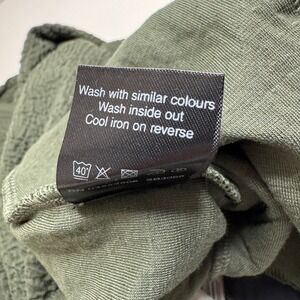 Wash with similar colours
Wash inside out
Cool iron on reverse
40°